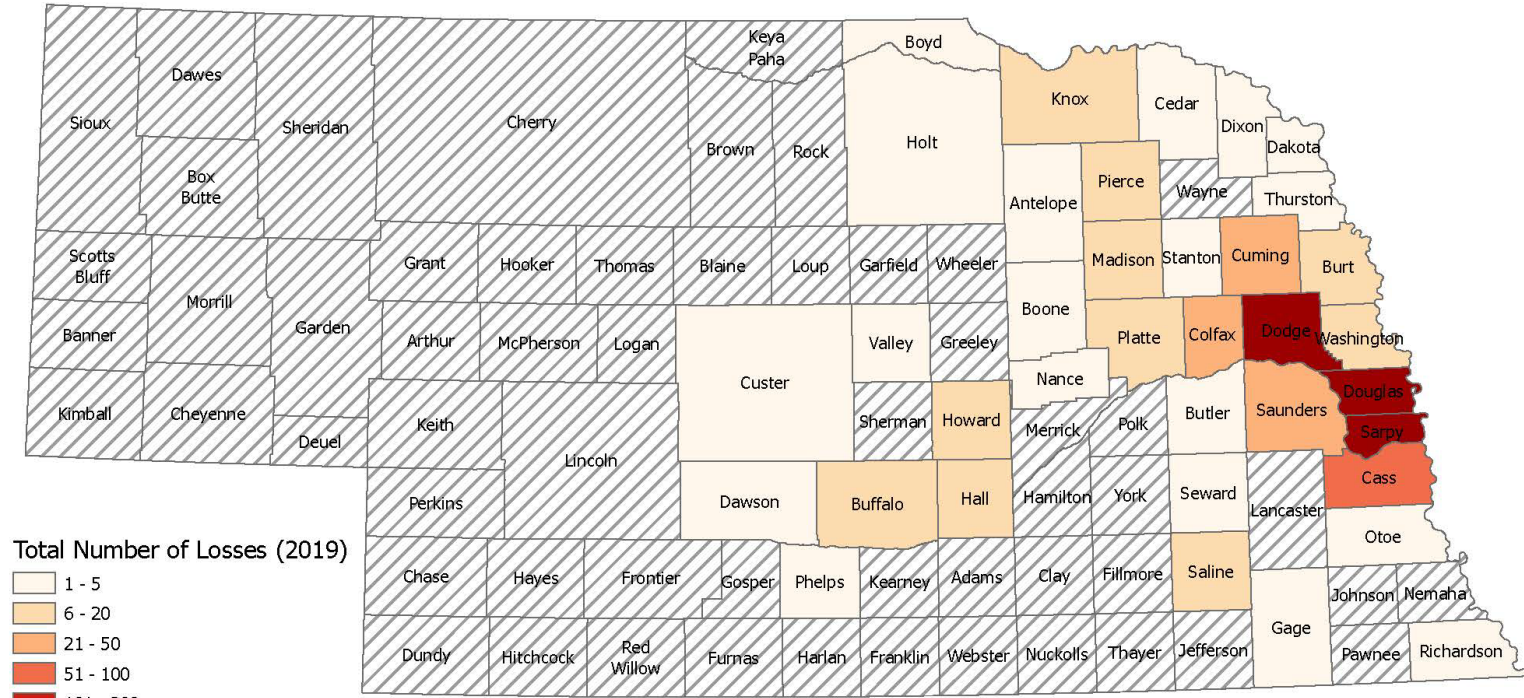 Keya
Paha
Boyd
Dawes
Knox
Cedar
Sioux
Sheridan
Cherry
Brown
Rock
Holt
Dixon
Dakota
Box
Butte
Antelope
Pierce
Wayne
Thurston
Scotts
Bluff
Morrill
Grant
Hooker
Thomas
Blaine
Loup
Garfield
Wheeler
Madison
Stanton
Cuming
Burt
Banner
Garden
Arthur
McPherson
Logan
Valley
Greeley
Boone
Platte
Colfax
Dodge
Washington
Kimball
Cheyenne
Deuel
Keith
Lincoln
Custer
Sherman
Howard
Nance
Merrick
Polk
Butler
Saunders
Douglas
Sarpy
Perkins
Dawson
Buffalo
Hall
Hamilton
York
Seward
Lancaster
Cass
Otoe
Chase
Hayes
Frontier
Gosper
Phelps
Kearney
Adams
Clay
Fillmore
Saline
Johnson
Nemaha
Dundy
Hitchcock
Red
Willow
Furnas
Harlan
Franklin
Webster
Nuckolls
Thayer
Jefferson
Gage
Pawnee
Richardson
Total Number of Losses (2019)
1 - 5
6 - 20
21 - 50
51 - 100